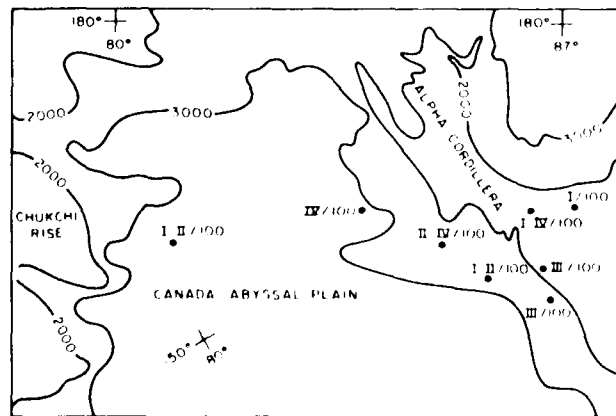 180°
80°
180°
87°
2000
3000
2000
ALPHA CORDILLERA
3000
2000
CHUKCHI
RISE
I II/100
IV/100
II IV/100
I/100
I IV/100
I II/100
III/100
III/100
CANADA ABYSSAL PLAIN
2000
80°